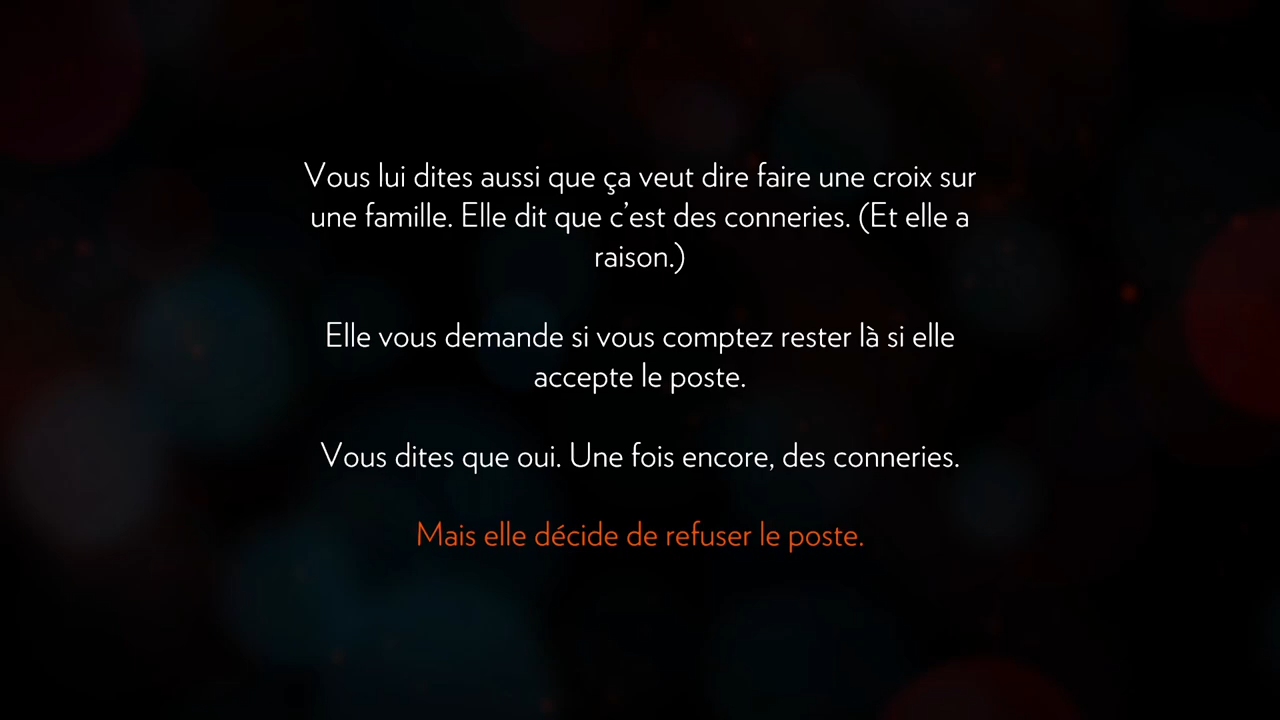 Vous lui dites aussi que ça veut dire faire une croix sur
une famille. Elle dit que c’est des conneries. (Et elle a
raison.)
Elle vous demande si vous comptez rester là si elle
accepte le poste.
Vous dites que oui. Une fois encore, des conneries.
Mais elle décide de refuser le poste.